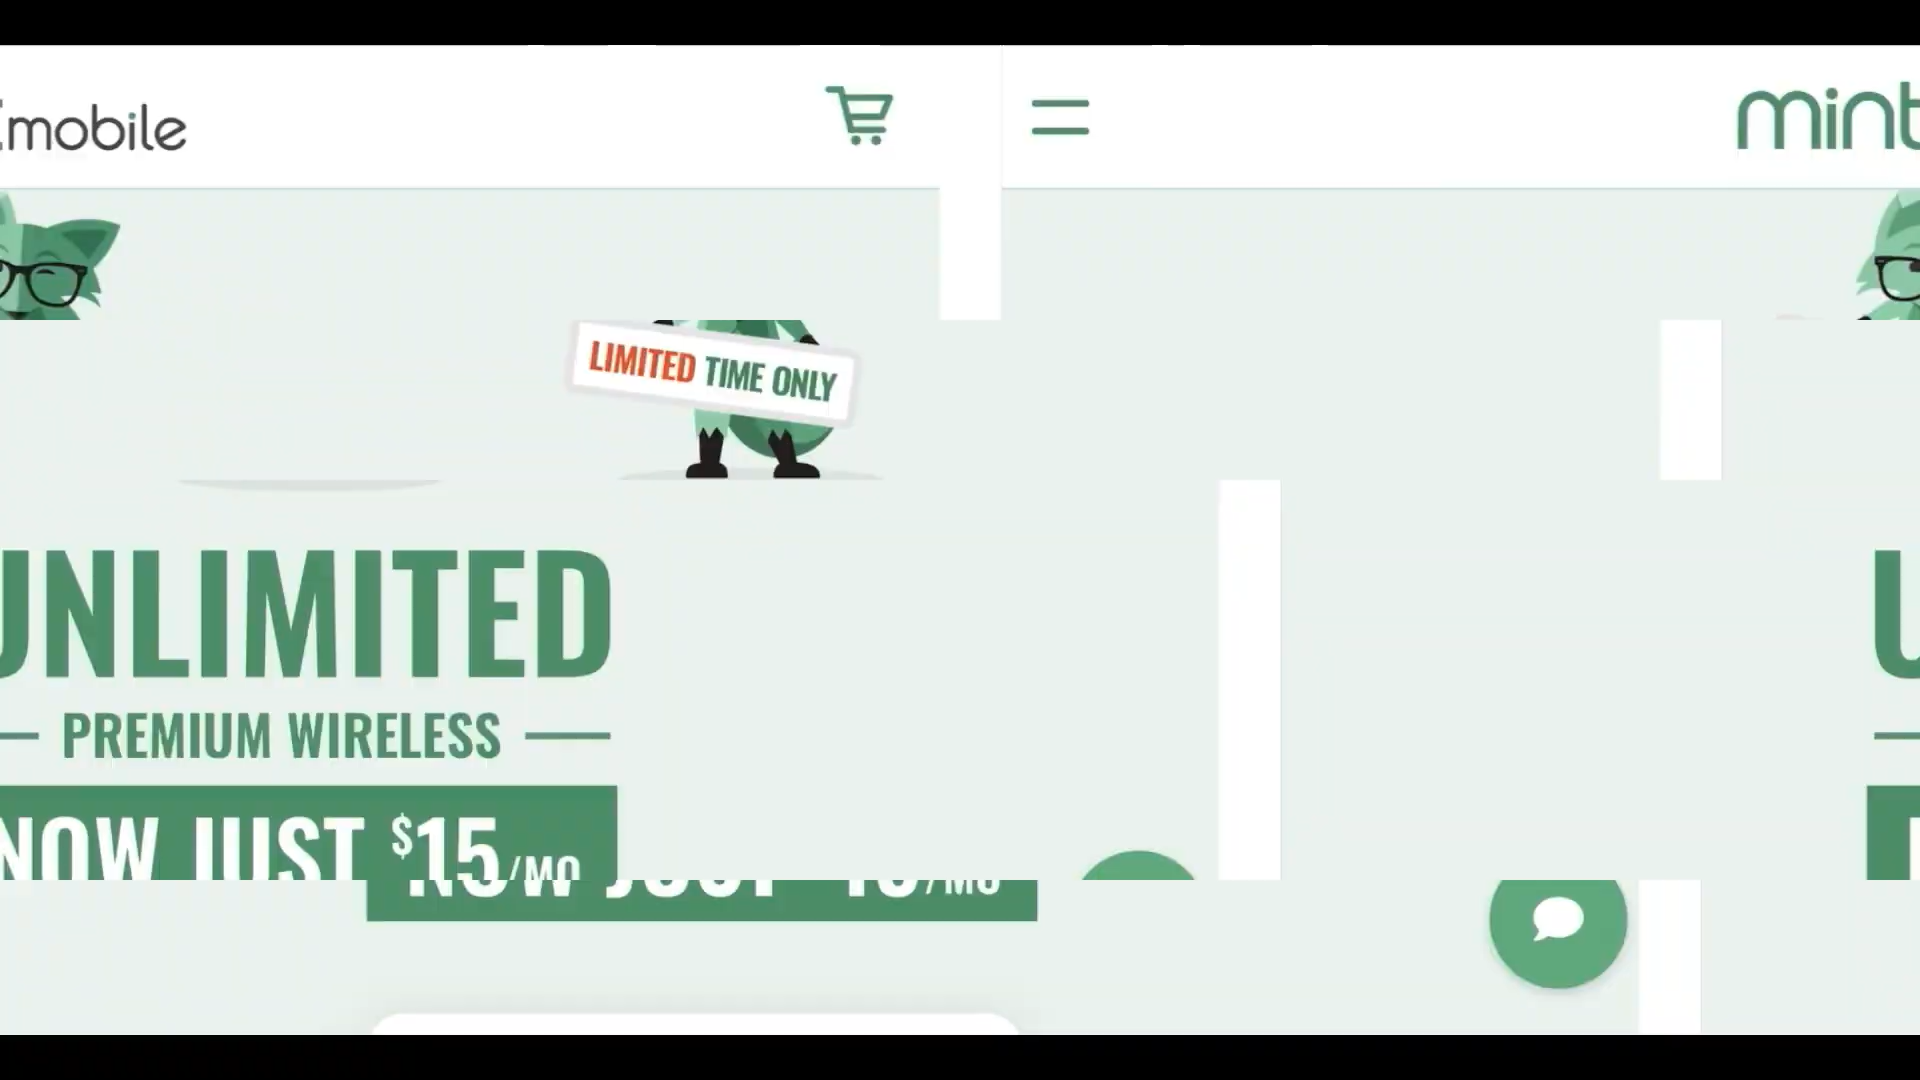 mobile
mint
LIMITED TIME ONLY
UNLIMITED
PREMIUM WIRELESS
NOW JUST $15/MO